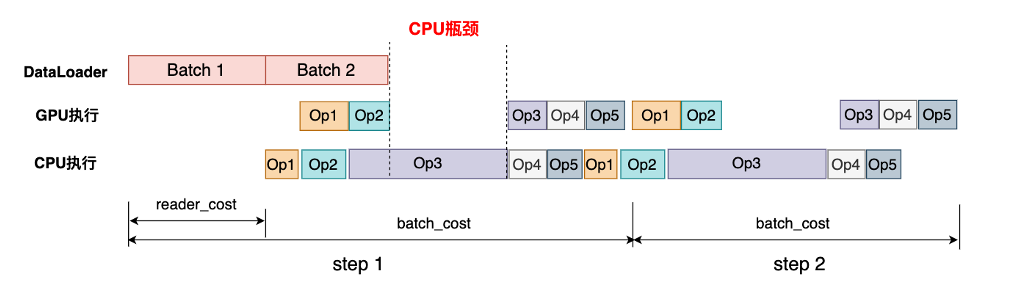 CPU瓶颈
DataLoader
Batch 1
Batch 2
GPU执行
Op1
Op2
Op3
Op4
Op5
Op1
Op2
Op3
Op4
Op5
CPU执行
Op1
Op2
Op3
Op4
Op5
Op1
Op2
Op3
Op4
Op5
reader_cost
batch_cost
batch_cost
step 1
step 2